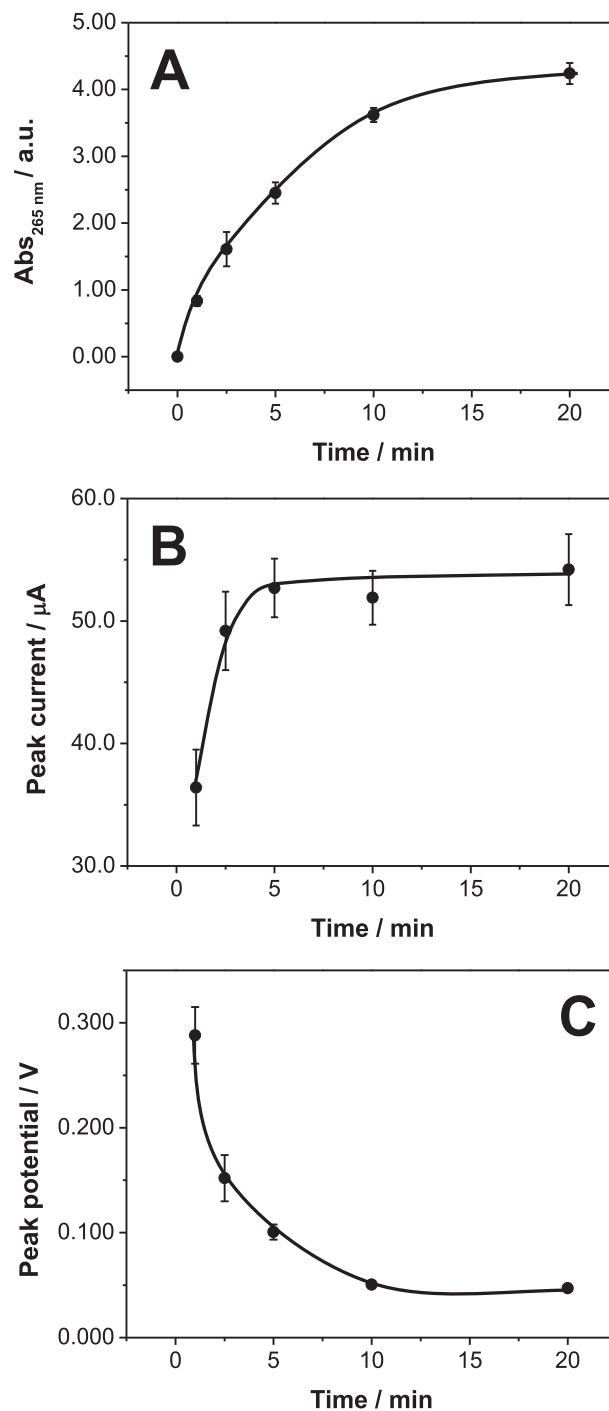 5.00
A
4.00
3.00
2.00
1.00
0.00
Abs265 nm / a.u.
0 5 10 15 20
Time / min
60.0
B
50.0
40.0
30.0
Peak current / μA
0 5 10 15 20
Time / min
C
0.300
0.200
0.100
0.000
Peak potential / V
0 5 10 15 20
Time / min